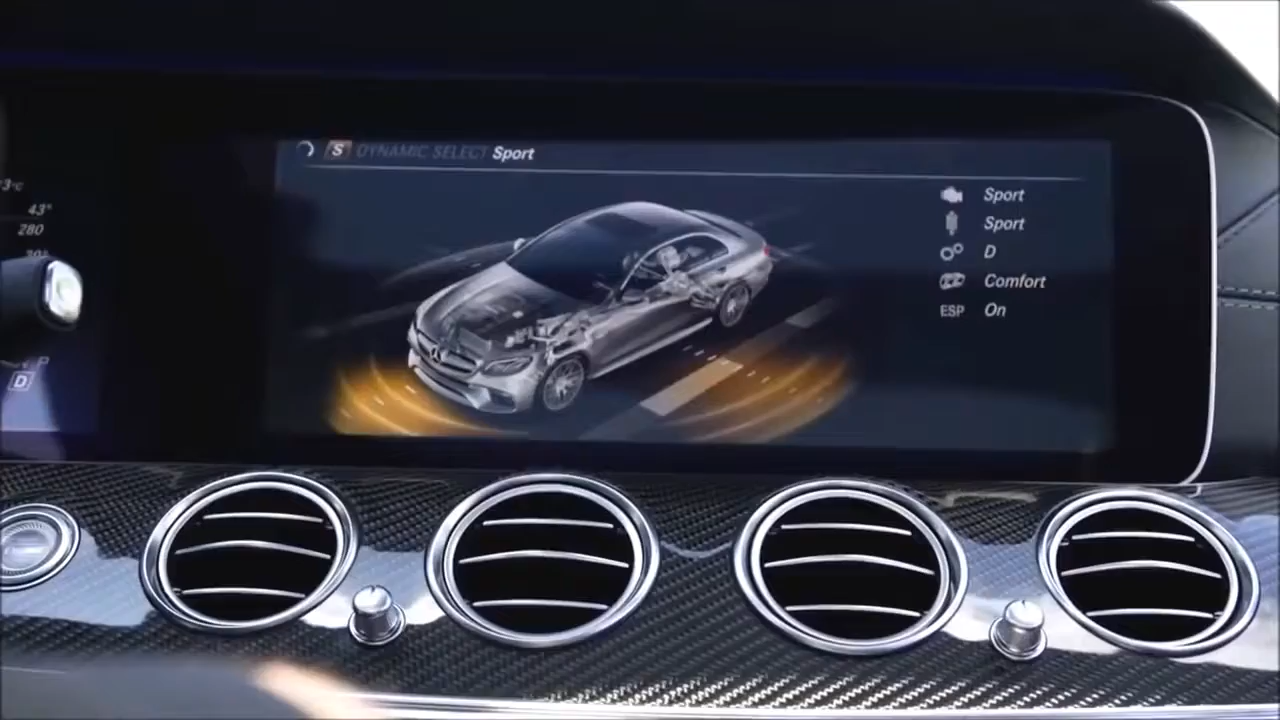 S DYNAMIC SELECT Sport
Sport
Sport
D
Comfort
ESP On
43°
280
P
D